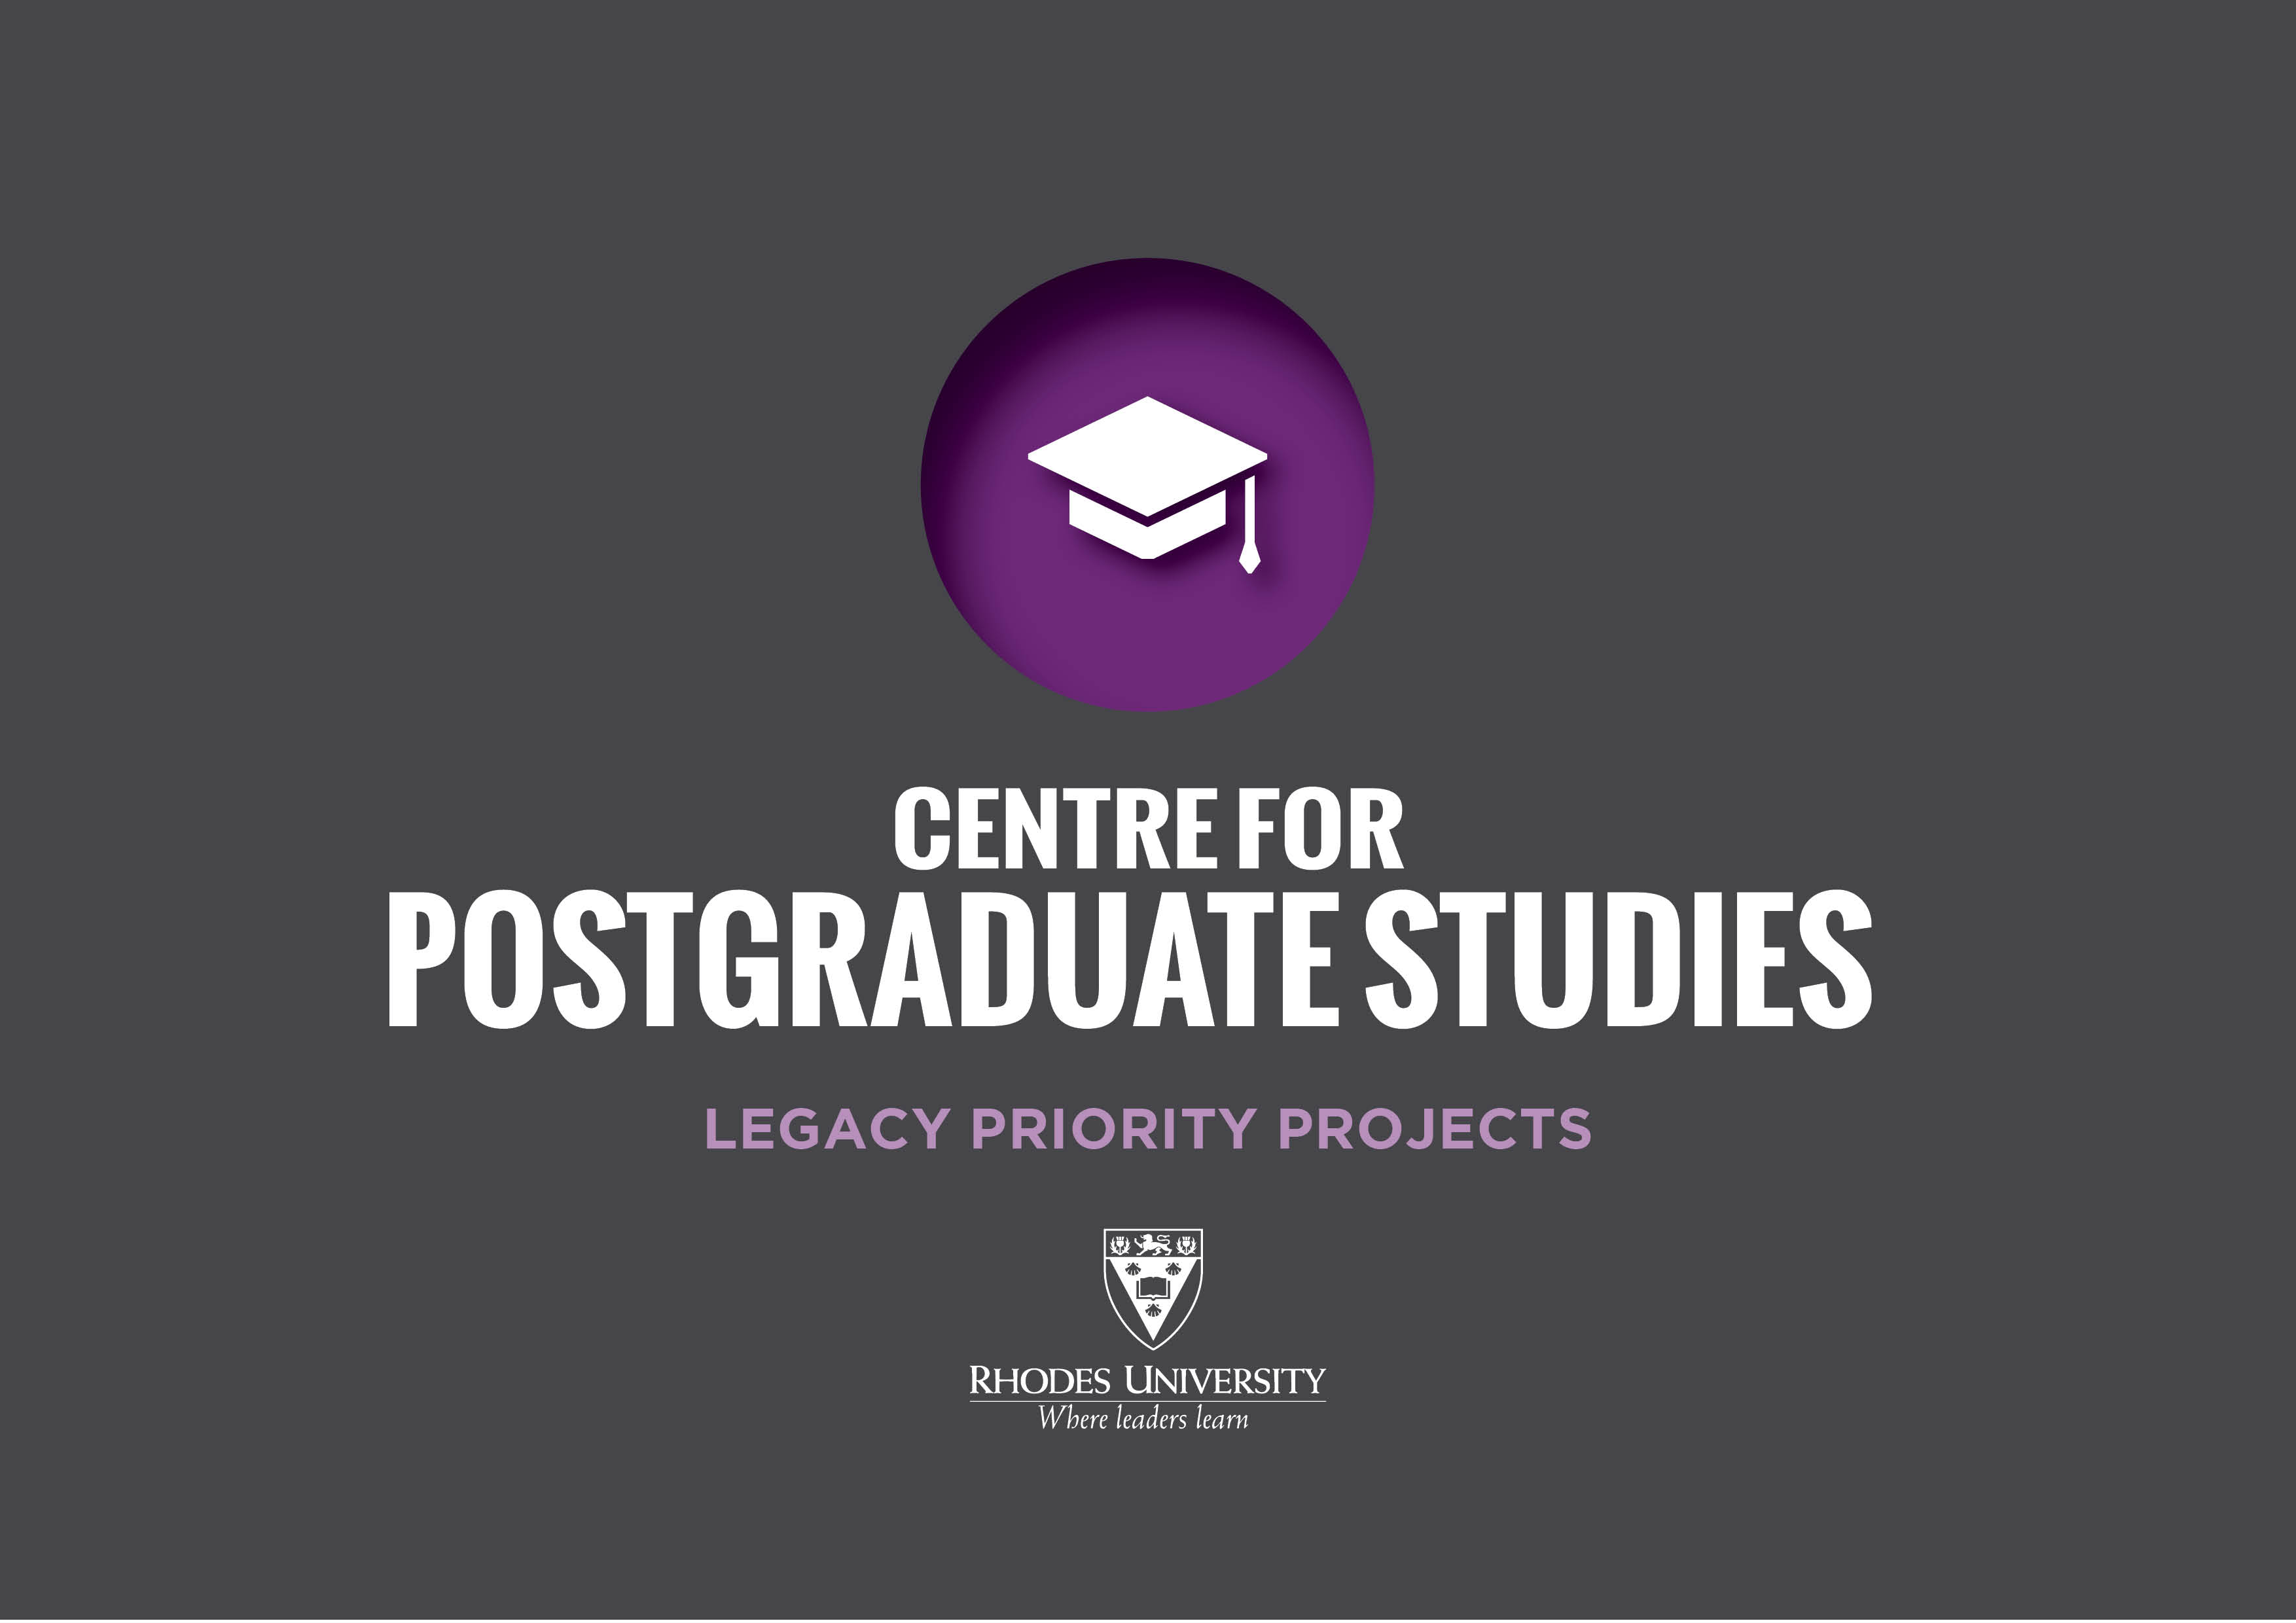 CENTRE FOR
POSTGRADUATE STUDIES
LEGACY PRIORITY PROJECTS
RHODES UNIVERSITY
Where leaders learn